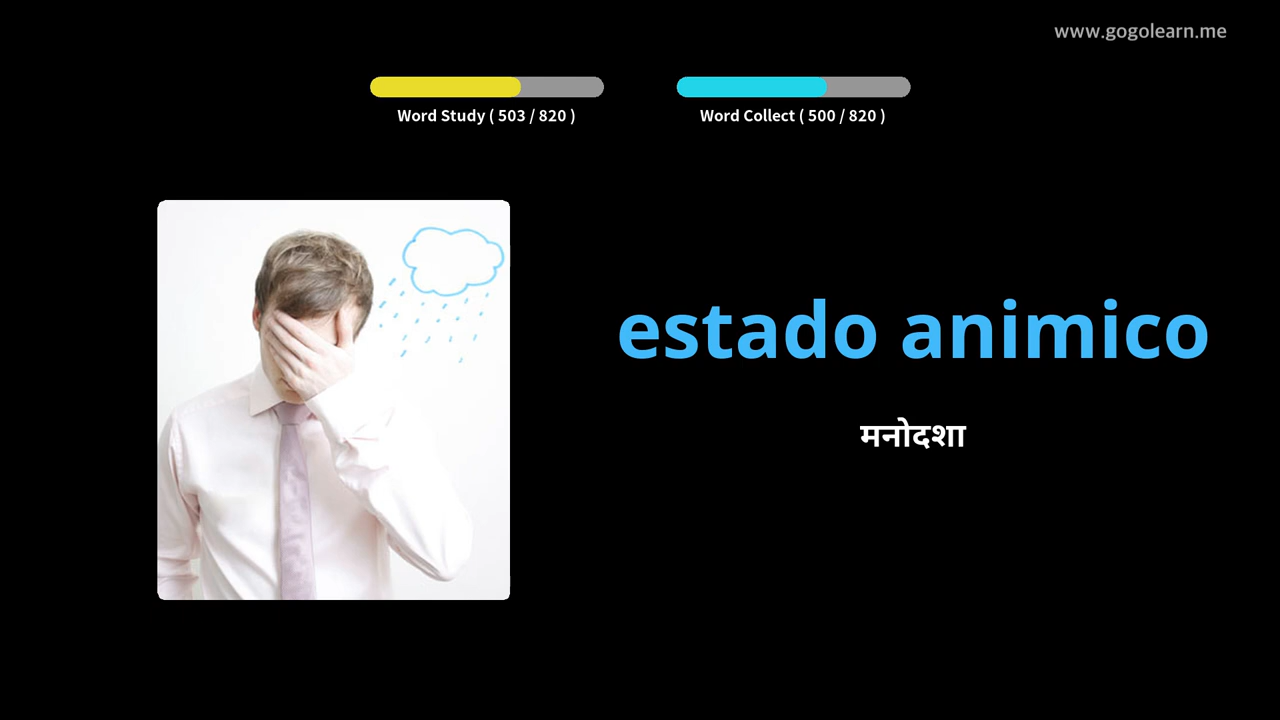 www.gogolearn.me
Word Study ( 503 / 820 )
Word Collect ( 500 / 820 )
estado animico
मनोदशा